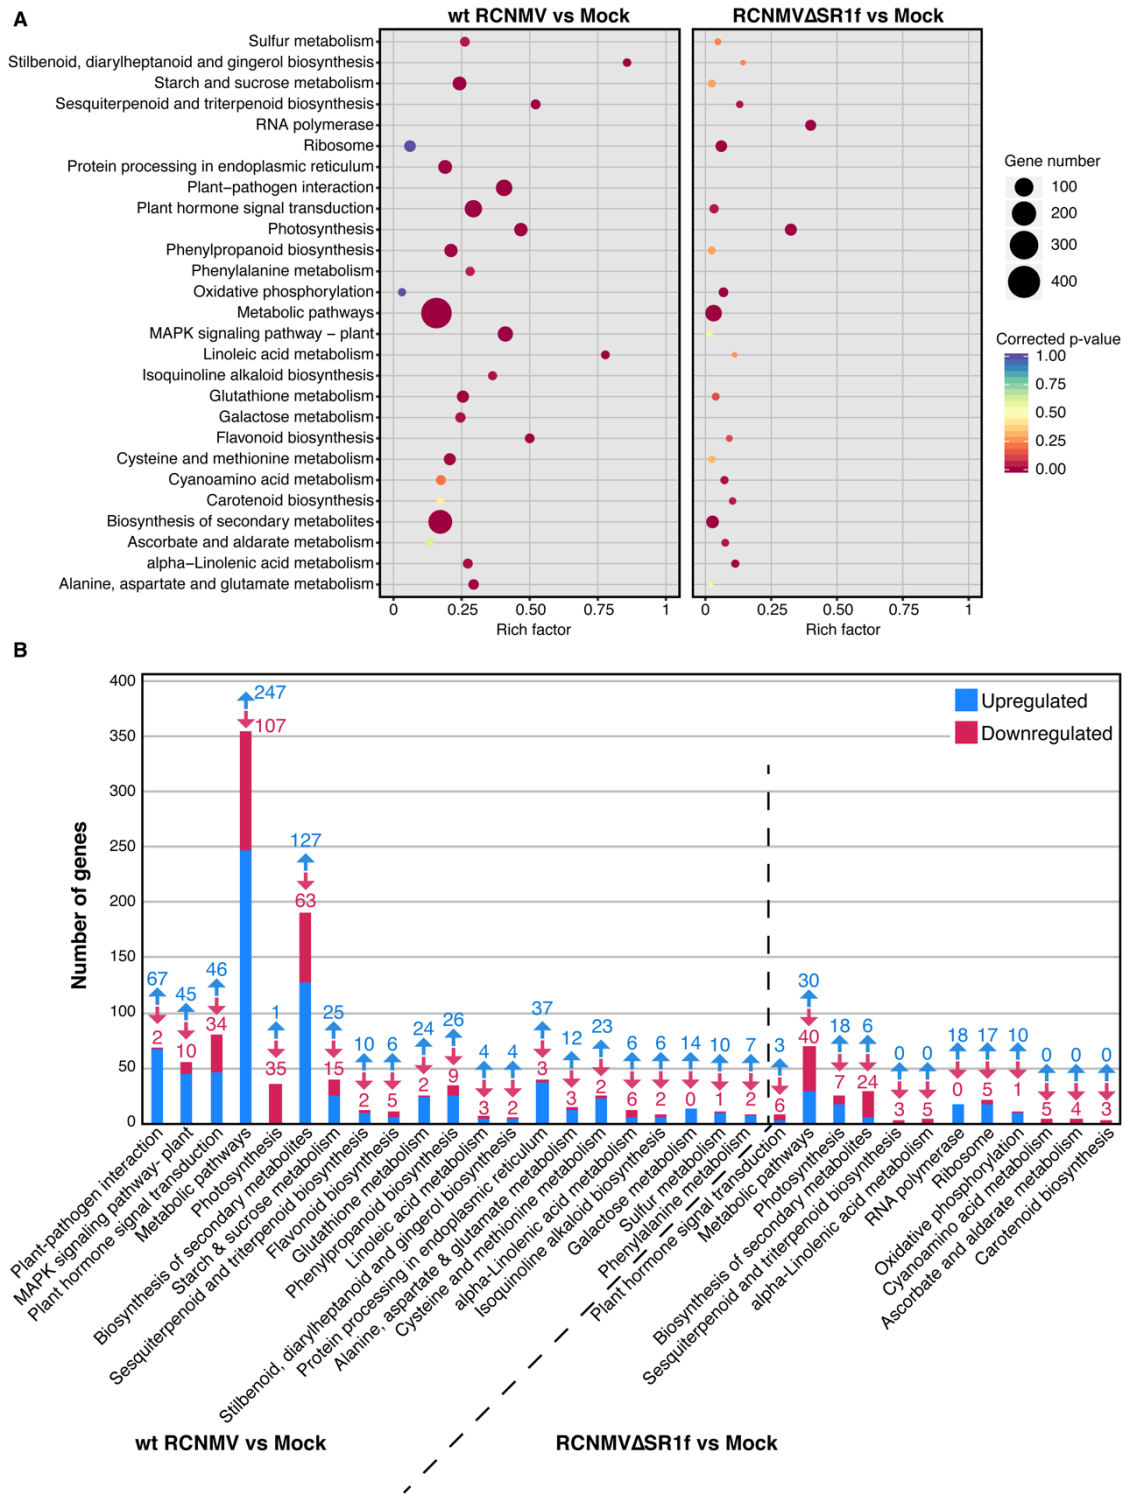 A
wt RCNMV vs Mock
RCNMVΔSR1f vs Mock
Sulfur metabolism
Stilbenoid, diarylheptanoid and gingerol biosynthesis
Starch and sucrose metabolism
Sesquiterpenoid and triterpenoid biosynthesis
RNA polymerase
Ribosome
Protein processing in endoplasmic reticulum
Plant−pathogen interaction
Plant hormone signal transduction
Photosynthesis
Phenylpropanoid biosynthesis
Phenylalanine metabolism
Oxidative phosphorylation
Metabolic pathways
MAPK signaling pathway − plant
Linoleic acid metabolism
Isoquinoline alkaloid biosynthesis
Glutathione metabolism
Galactose metabolism
Flavonoid biosynthesis
Cysteine and methionine metabolism
Cyanoamino acid metabolism
Carotenoid biosynthesis
Biosynthesis of secondary metabolites
Ascorbate and aldarate metabolism
alpha−Linolenic acid metabolism
Alanine, aspartate and glutamate metabolism
0 0.25 0.50 0.75 1
Rich factor
0 0.25 0.50 0.75 1
Rich factor
Gene number
100
200
300
400
Corrected p-value
1.00
0.75
0.50
0.25
0.00
B
Number of genes
400
350
300
250
200
150
100
50
0
Upregulated
Downregulated
67 2
45 10
46 34
247 107
1 35
127 63
25 15
10 2
6 5
24 2
26 9
4 3
4 2
37 3
12 3
23 2
6 6
6 2
14 0
10 1
7 2
3 6
30 40
18 7
6 24
0 3
0 5
18 0
17 5
10 1
0 5
0 4
0 3
Plant-pathogen interaction
MAPK signaling pathway- plant
Plant hormone signal transduction
Metabolic pathways
Photosynthesis
Biosynthesis of secondary metabolites
Starch & sucrose metabolism
Sesquiterpenoid and triterpenoid biosynthesis
Flavonoid biosynthesis
Glutathione metabolism
Phenylpropanoid biosynthesis
Linoleic acid metabolism
Stilbenoid, diarylheptanoid and gingerol biosynthesis
Protein processing in endoplasmic reticulum
Alanine, aspartate & glutamate metabolism
Cysteine and methionine metabolism
alpha-Linolenic acid metabolism
Isoquinoline alkaloid biosynthesis
Galactose metabolism
Sulfur metabolism
Phenylalanine metabolism
Plant hormone signal transduction
Metabolic pathways
Photosynthesis
Biosynthesis of secondary metabolites
Sesquiterpenoid and triterpenoid biosynthesis
alpha-Linolenic acid metabolism
RNA polymerase
Ribosome
Oxidative phosphorylation
Cyanoamino acid metabolism
Ascorbate and aldarate metabolism
Carotenoid biosynthesis
wt RCNMV vs Mock
RCNMVΔSR1f vs Mock